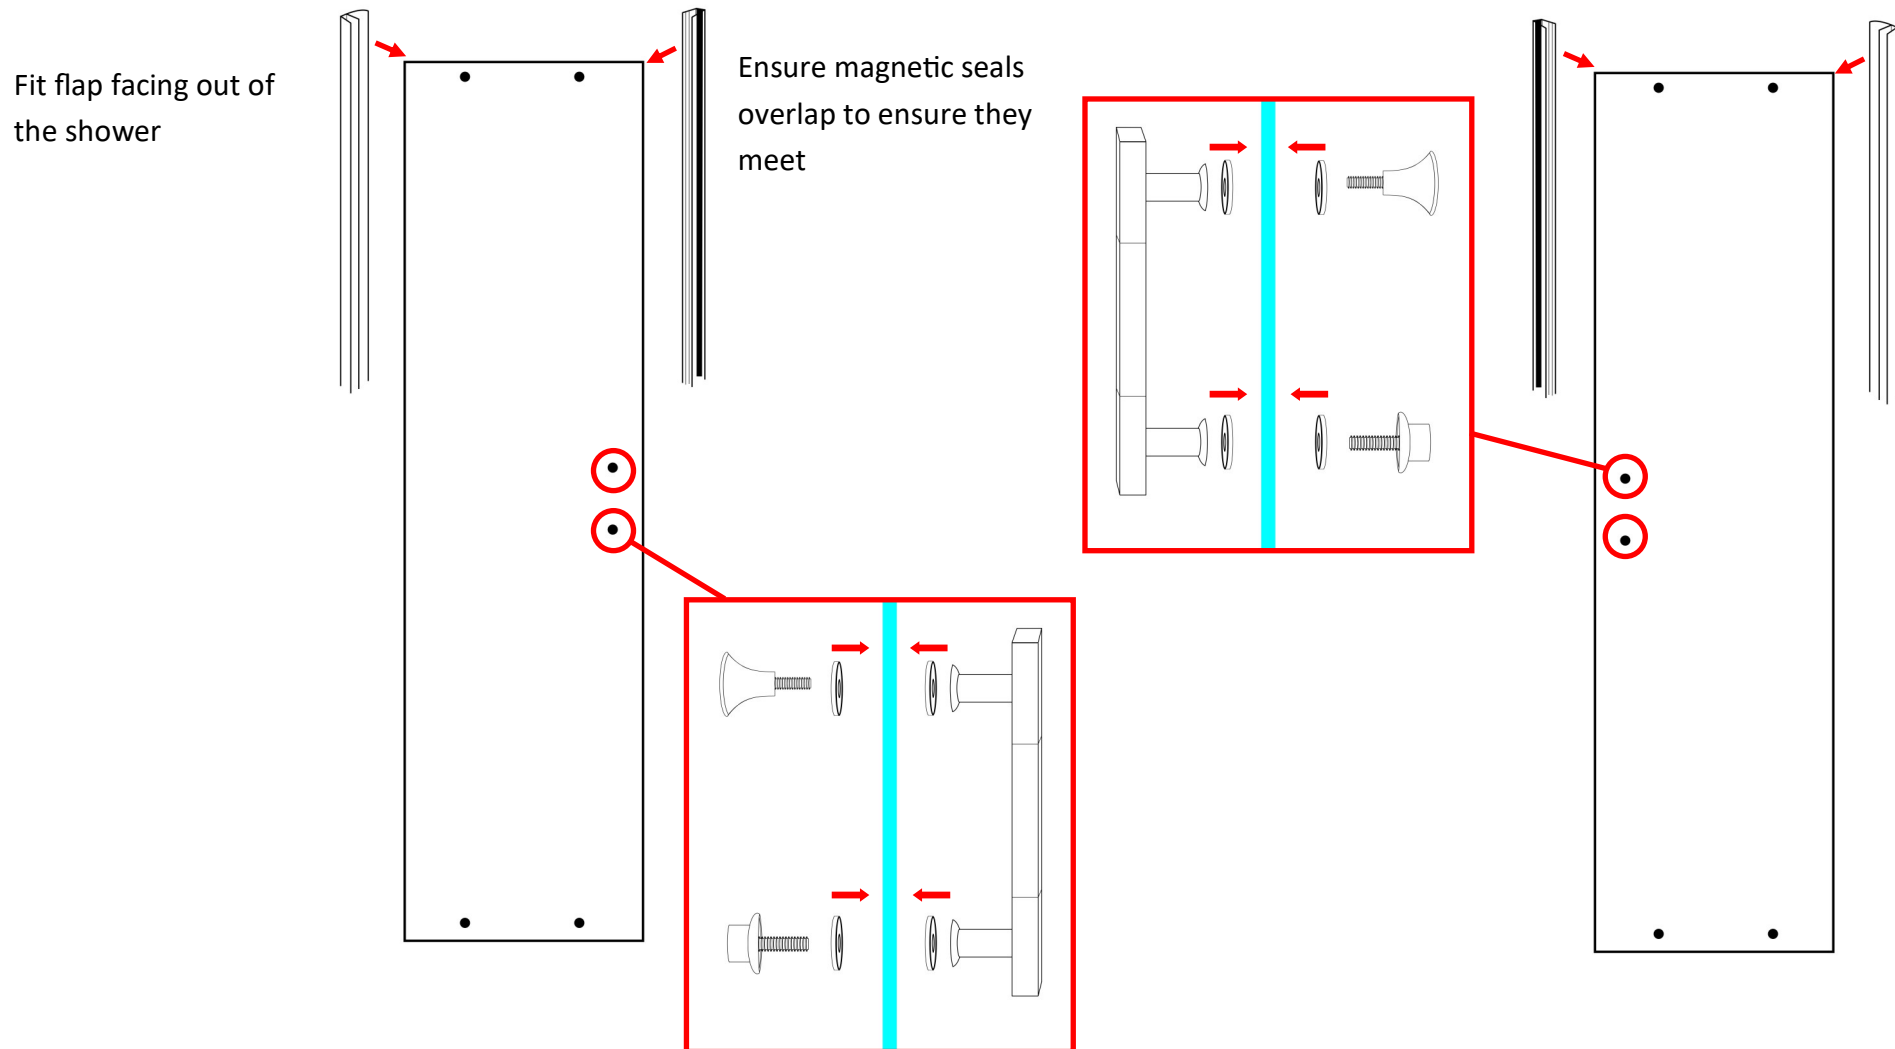 Fit flap facing out of
the shower
Ensure magnetic seals
overlap to ensure they
meet